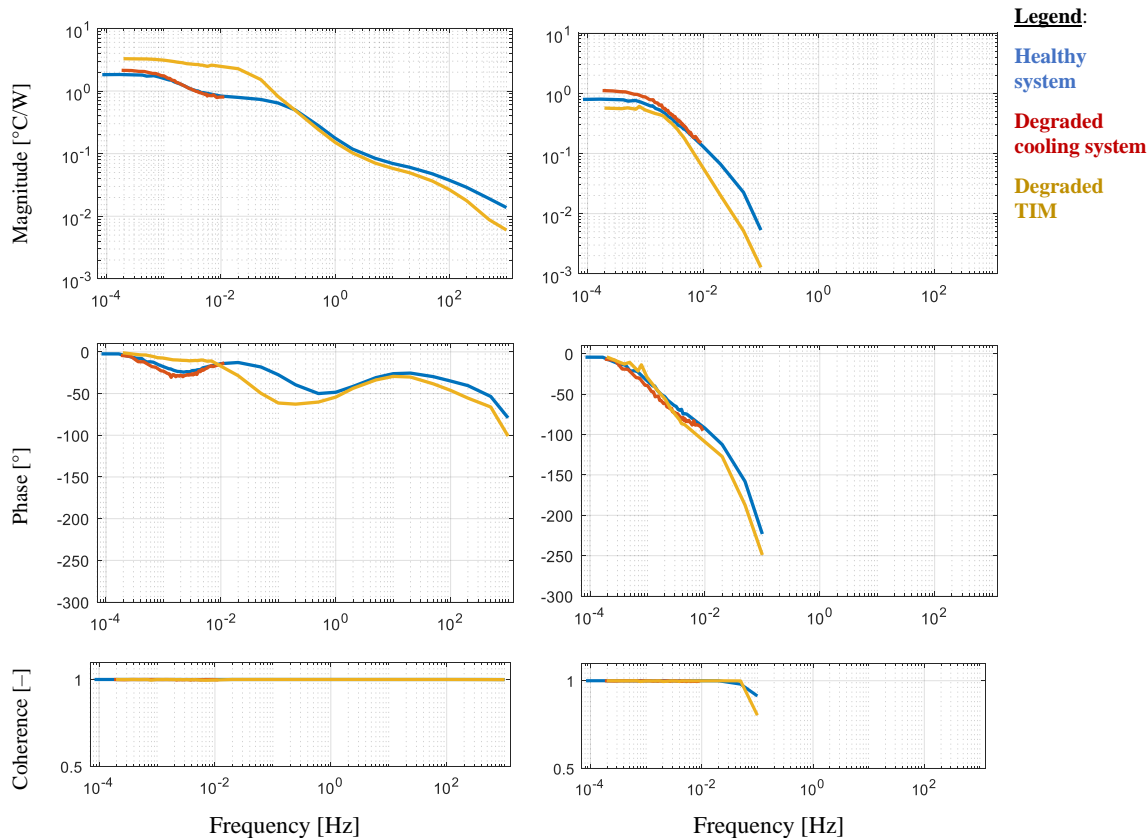 Legend:
Healthy
system
Degraded
cooling system
Degraded
TIM
Magnitude [°C/W]
10^1
10^0
10^-1
10^-2
10^-3
10^-4 10^-2 10^0 10^2
10^1
10^0
10^-1
10^-2
10^-3
10^-4 10^-2 10^0 10^2
Phase [°]
0
-50
-100
-150
-200
-250
-300
10^-4 10^-2 10^0 10^2
0
-50
-100
-150
-200
-250
-300
10^-4 10^-2 10^0 10^2
Coherence [−]
1
0.5
10^-4 10^-2 10^0 10^2
Frequency [Hz]
1
0.5
10^-4 10^-2 10^0 10^2
Frequency [Hz]